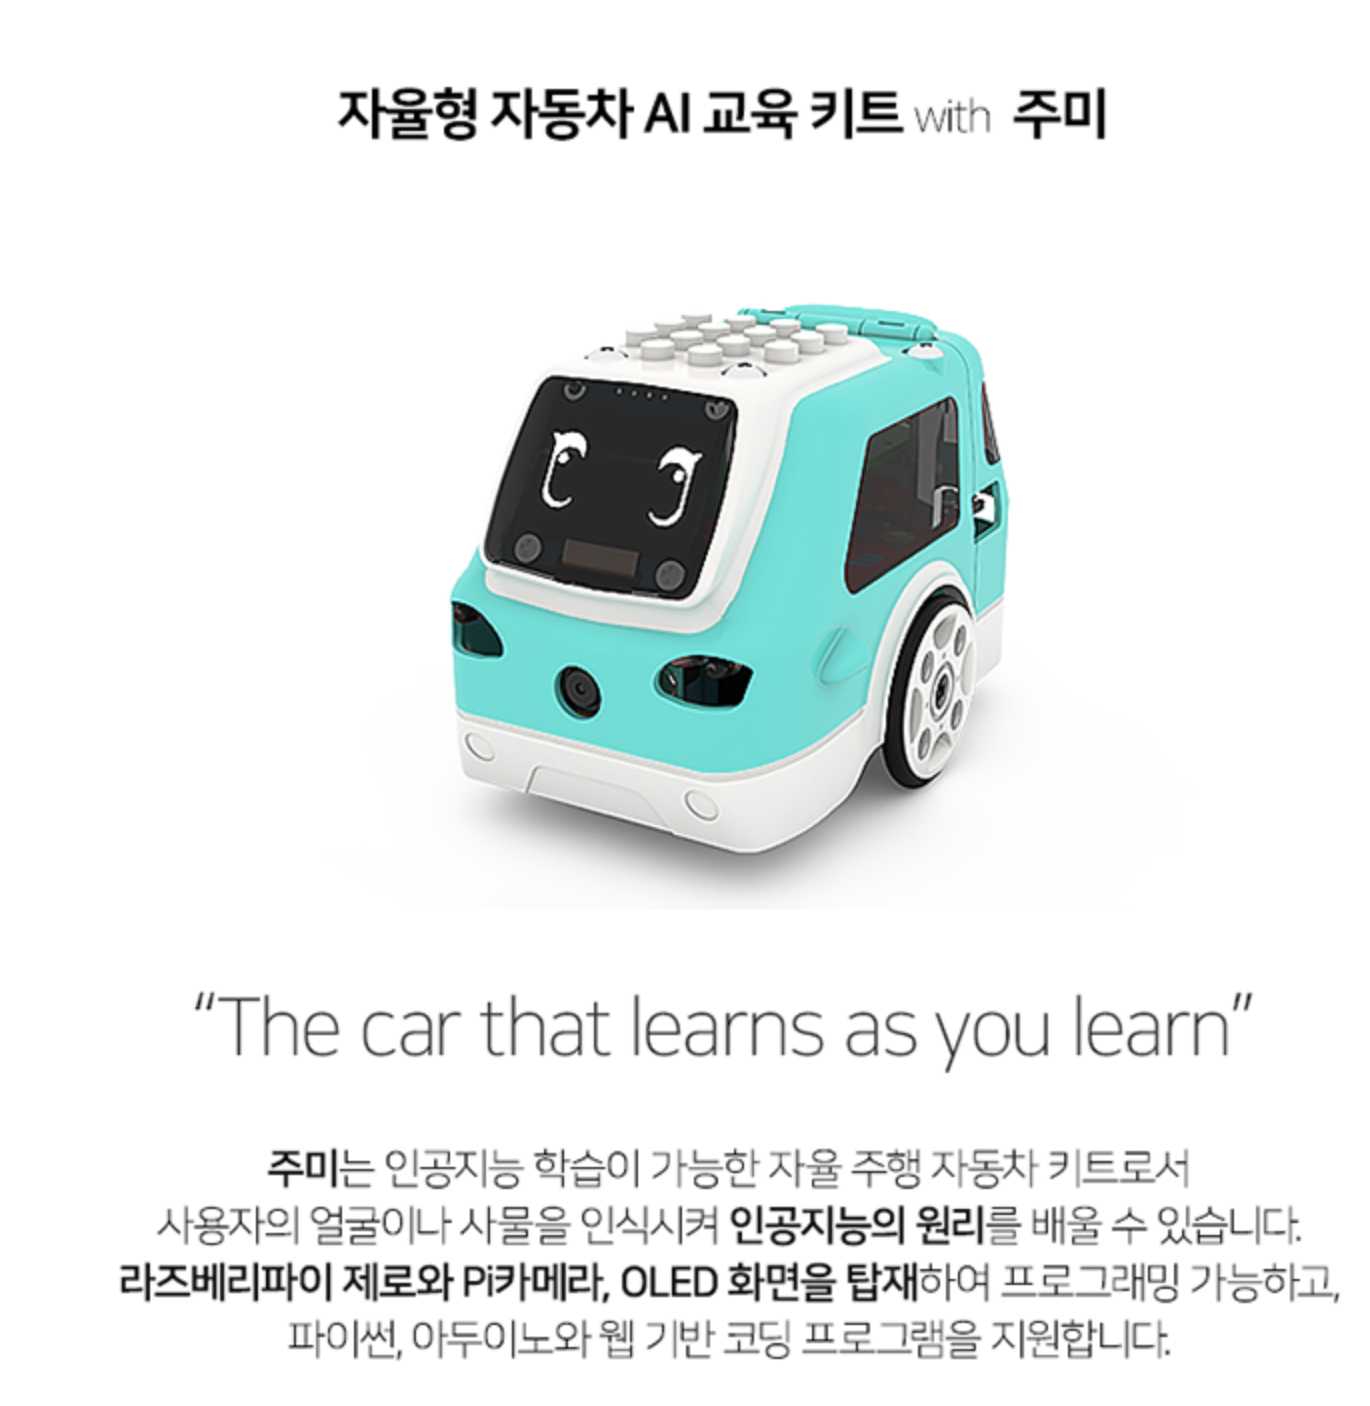 자율형 자동차 AI 교육 키트 with 주미
“The car that learns as you learn”
주미는 인공지능 학습이 가능한 자율 주행 자동차 키트로서
사용자의 얼굴이나 사물을 인식시켜 인공지능의 원리를 배울 수 있습니다.
라즈베리파이 제로와 Pi카메라, OLED 화면을 탑재하여 프로그래밍 가능하고,
파이썬, 아두이노와 웹 기반 코딩 프로그램을 지원합니다.